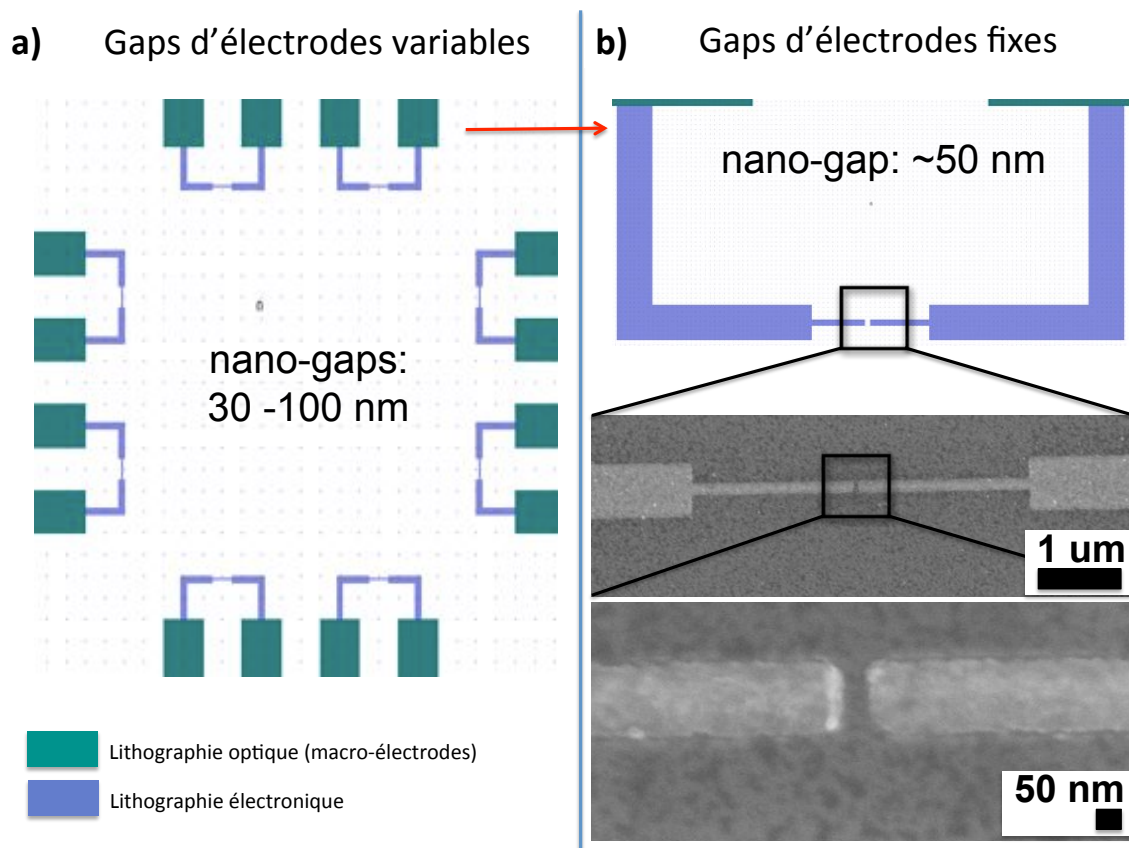 a) Gaps d'électrodes variables
nano-gaps:
30 -100 nm
Lithographie optique (macro-électrodes)
Lithographie électronique
b) Gaps d'électrodes fixes
nano-gap: ~50 nm
1 um
50 nm